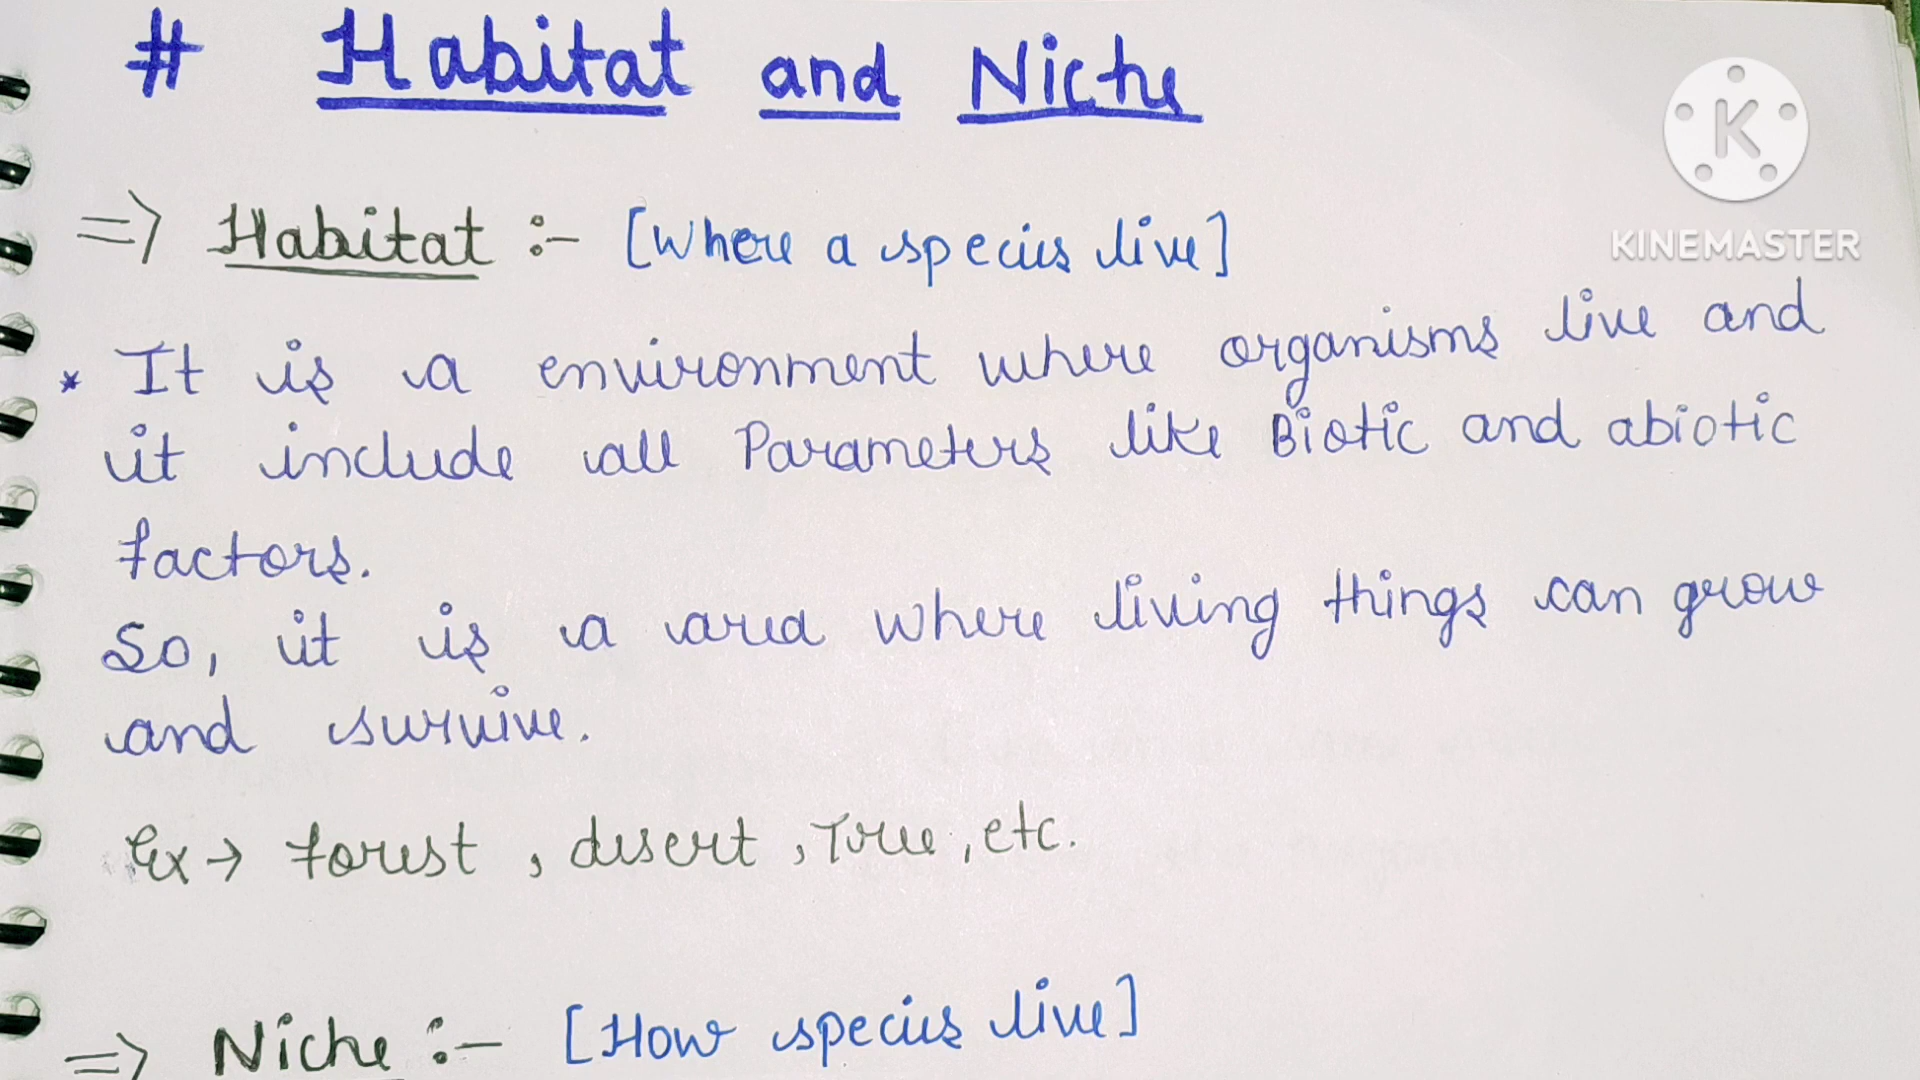 # Habitat and Niche
K
KINEMASTER
=> Habitat :- [Where a species live]
* It is a environment where organisms live and
it include all Parameters like Biotic and abiotic
factors.
So, it is a area where living things can grow
and survive.
Ex → forest, desert, Tree, etc.
=> Niche :- [How species live]